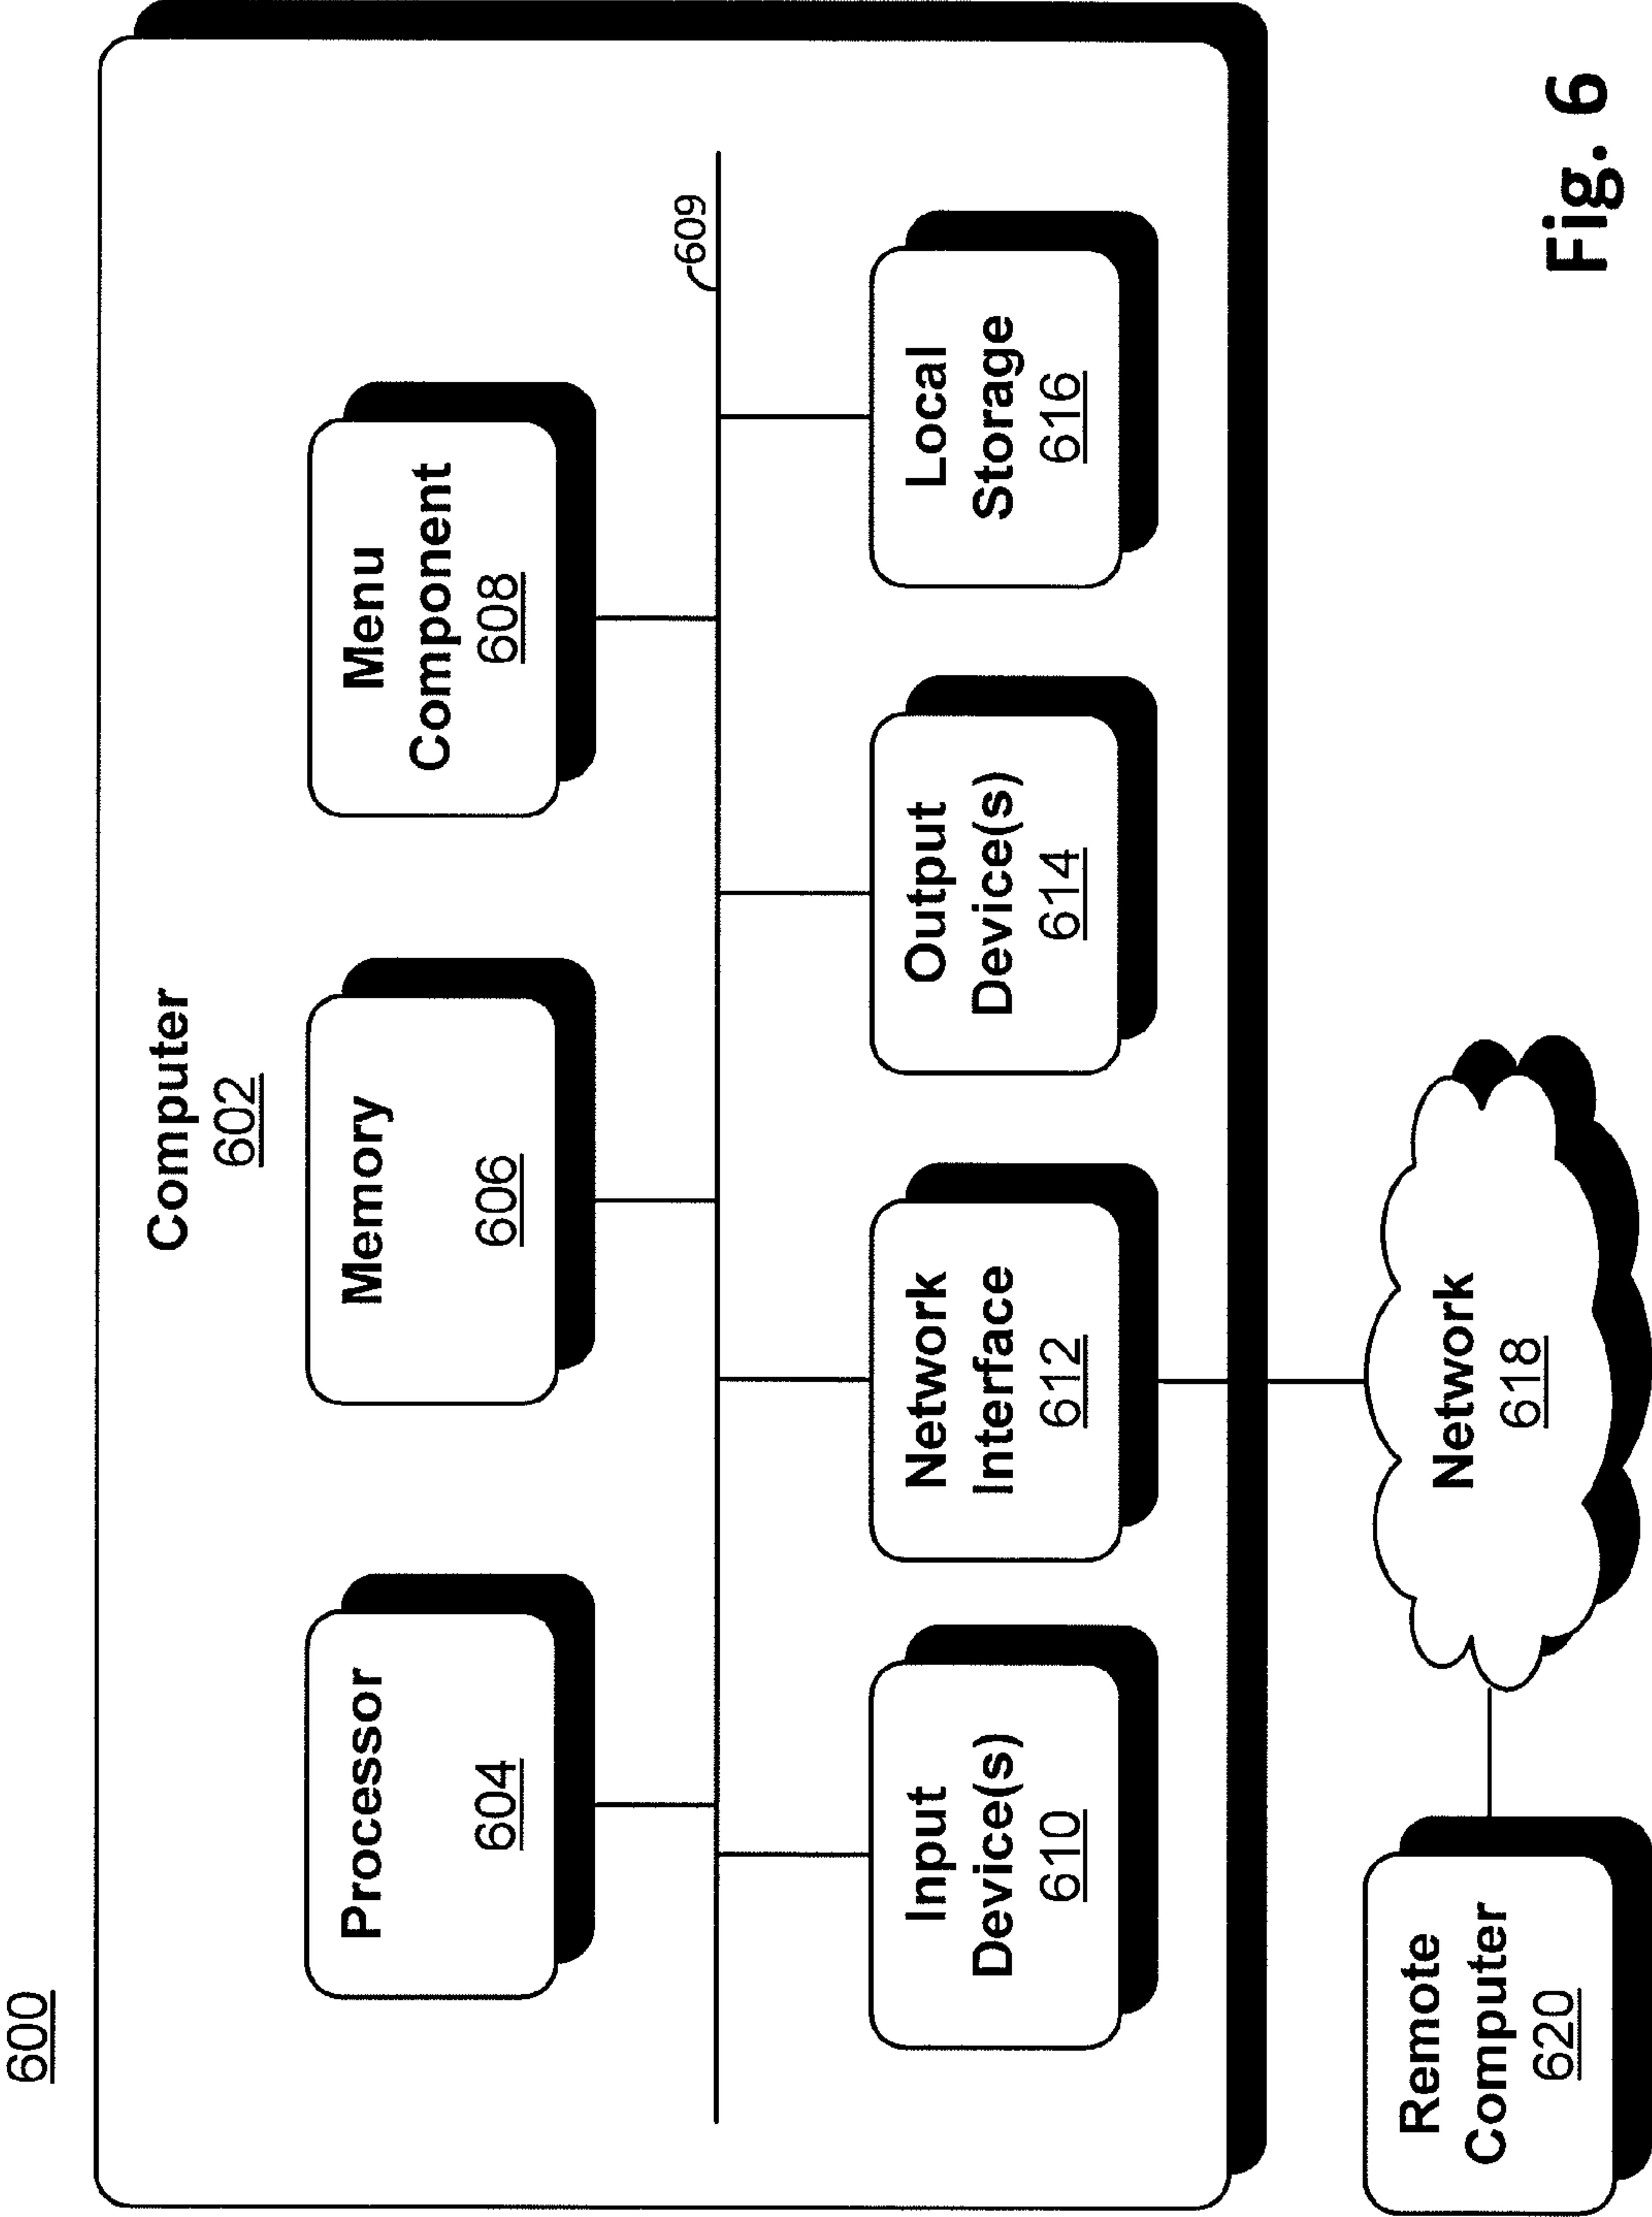 600
Computer
602
Processor
604
Memory
606
Menu
Component
608
609
Input
Device(s)
610
Network
Interface
612
Output
Device(s)
614
Local
Storage
616
Remote
Computer
620
Network
618
Fig. 6